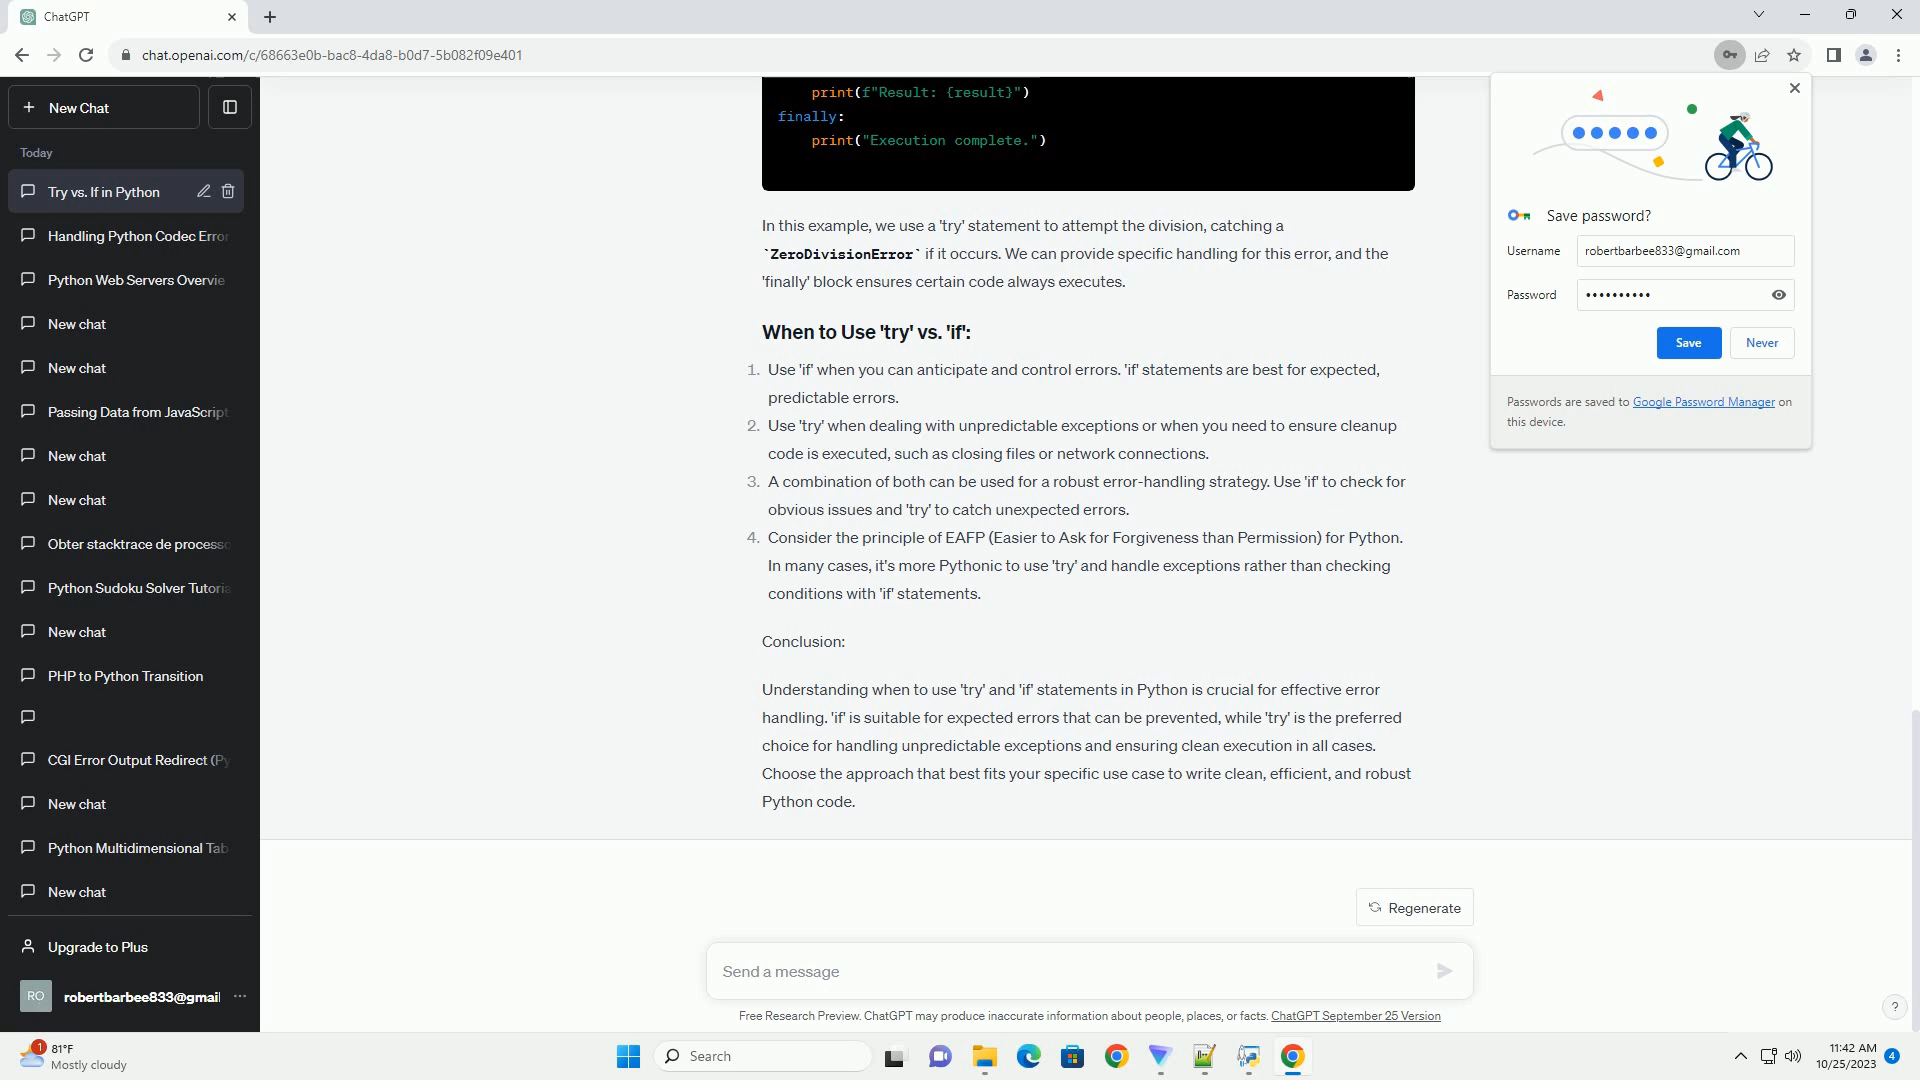 ChatGPT
chat.openai.com/c/68663e0b-bac8-4da8-b0d7-5b082f09e401
New Chat
Today
Try vs. If in Python
Handling Python Codec Error
Python Web Servers Overvie
New chat
New chat
Passing Data from JavaScript
New chat
New chat
Obter stacktrace de processo
Python Sudoku Solver Tutoria
New chat
PHP to Python Transition
CGI Error Output Redirect (Py
New chat
Python Multidimensional Tab
New chat
Upgrade to Plus
RO
robertbarbee833@gmail
print(f"Result: {result}")
finally:
print("Execution complete.")
In this example, we use a 'try' statement to attempt the division, catching a
`ZeroDivisionError` if it occurs. We can provide specific handling for this error, and the
'finally' block ensures certain code always executes.
When to Use 'try' vs. 'if':
1. Use 'if' when you can anticipate and control errors. 'if' statements are best for expected,
predictable errors.
2. Use 'try' when dealing with unpredictable exceptions or when you need to ensure cleanup
code is executed, such as closing files or network connections.
3. A combination of both can be used for a robust error-handling strategy. Use 'if' to check for
obvious issues and 'try' to catch unexpected errors.
4. Consider the principle of EAFP (Easier to Ask for Forgiveness than Permission) for Python.
In many cases, it's more Pythonic to use 'try' and handle exceptions rather than checking
conditions with 'if' statements.
Conclusion:
Understanding when to use 'try' and 'if' statements in Python is crucial for effective error
handling. 'if' is suitable for expected errors that can be prevented, while 'try' is the preferred
choice for handling unpredictable exceptions and ensuring clean execution in all cases.
Choose the approach that best fits your specific use case to write clean, efficient, and robust
Python code.
Regenerate
Send a message
Free Research Preview. ChatGPT may produce inaccurate information about people, places, or facts. ChatGPT September 25 Version
?
Save password?
Username robertbarbee833@gmail.com
Password ••••••••••
Save Never
Passwords are saved to Google Password Manager on
this device.
1
81°F
Mostly cloudy
Search
11:42 AM
10/25/2023
4